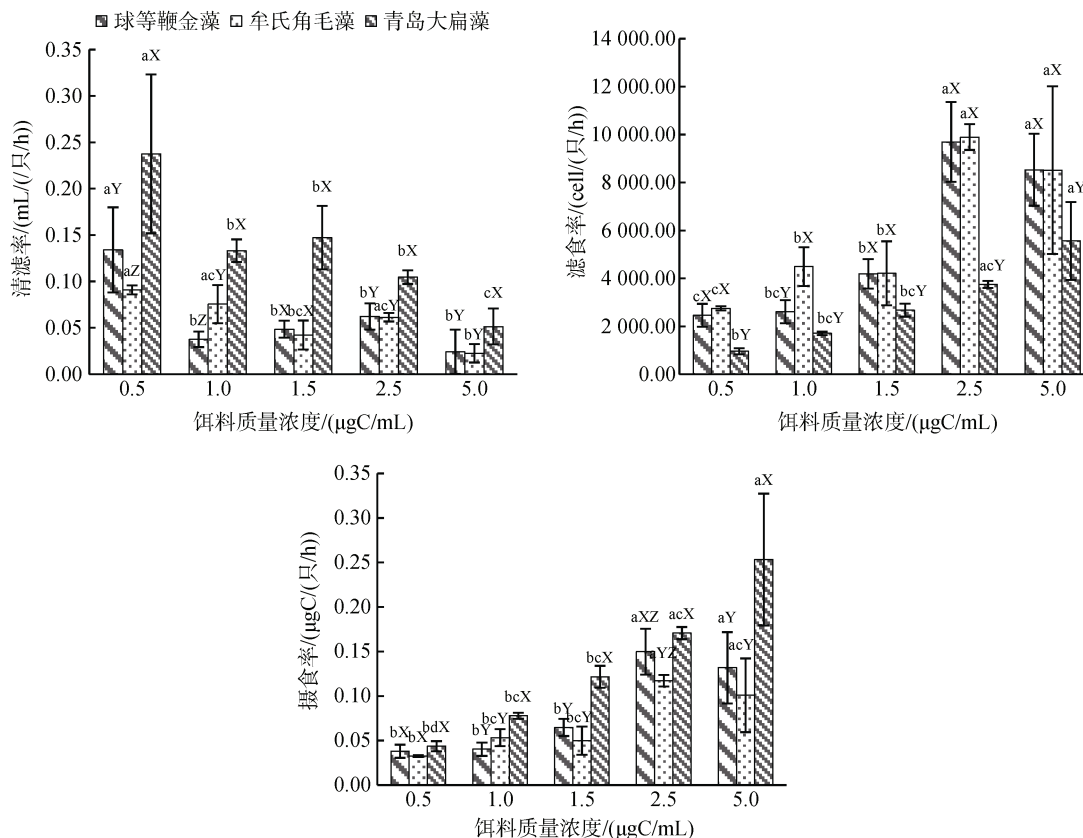 球等鞭金藻 牟氏角毛藻 青岛大扁藻
0.35
0.30
0.25
0.20
0.15
0.10
0.05
0.00
清滤率/(mL/(/只/h))
aY aZ aX
bZ acY bX
bX bcX bX
bY acY bX
bY bY cX
0.5 1.0 1.5 2.5 5.0
饵料质量浓度/(μgC/mL)
14 000.00
12 000.00
10 000.00
8 000.00
6 000.00
4 000.00
2 000.00
0.00
滤食率/(cell/(只/h))
cX cX bY
bcY bX bcY
bX bX bcY
aX aX acY
aX aX aY
0.5 1.0 1.5 2.5 5.0
饵料质量浓度/(μgC/mL)
0.35
0.30
0.25
0.20
0.15
0.10
0.05
0.00
摄食率/(μgC/(只/h))
bX bX bdX
bY bcY bcX
bY bcY bcX
aXZ aYZ acX
aY acY aX
0.5 1.0 1.5 2.5 5.0
饵料质量浓度/(μgC/mL)